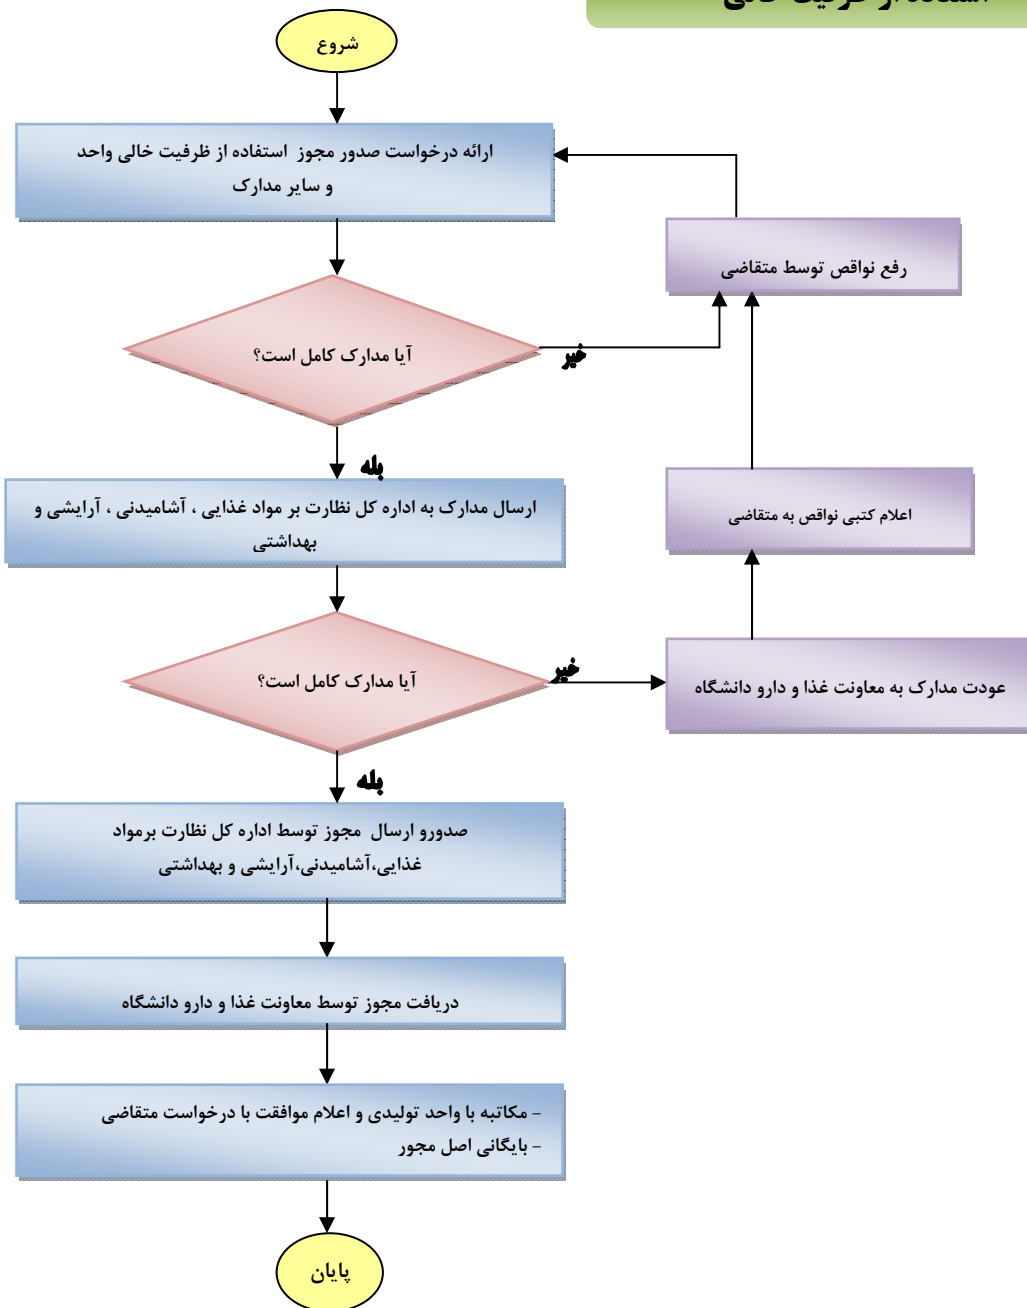 استفاده از ظرفیت خالی
شروع
ارائه درخواست صدور مجوز استفاده از ظرفیت خالی واحد
و سایر مدارک
رفع نواقص توسط متقاضی
آیا مدارک کامل است؟
خیر
بله
ارسال مدارک به اداره کل نظارت بر مواد غذایی ، آشامیدنی ، آرایشی و
بهداشتی
اعلام کتبی نواقص به متقاضی
آیا مدارک کامل است؟
خیر
عودت مدارک به معاونت غذا و دارو دانشگاه
بله
صدورو ارسال مجوز توسط اداره کل نظارت برمواد
غذایی،آشامیدنی،آرایشی و بهداشتی
دریافت مجوز توسط معاونت غذا و دارو دانشگاه
- مکاتبه با واحد تولیدی و اعلام موافقت با درخواست متقاضی
- بایگانی اصل مجور
پایان